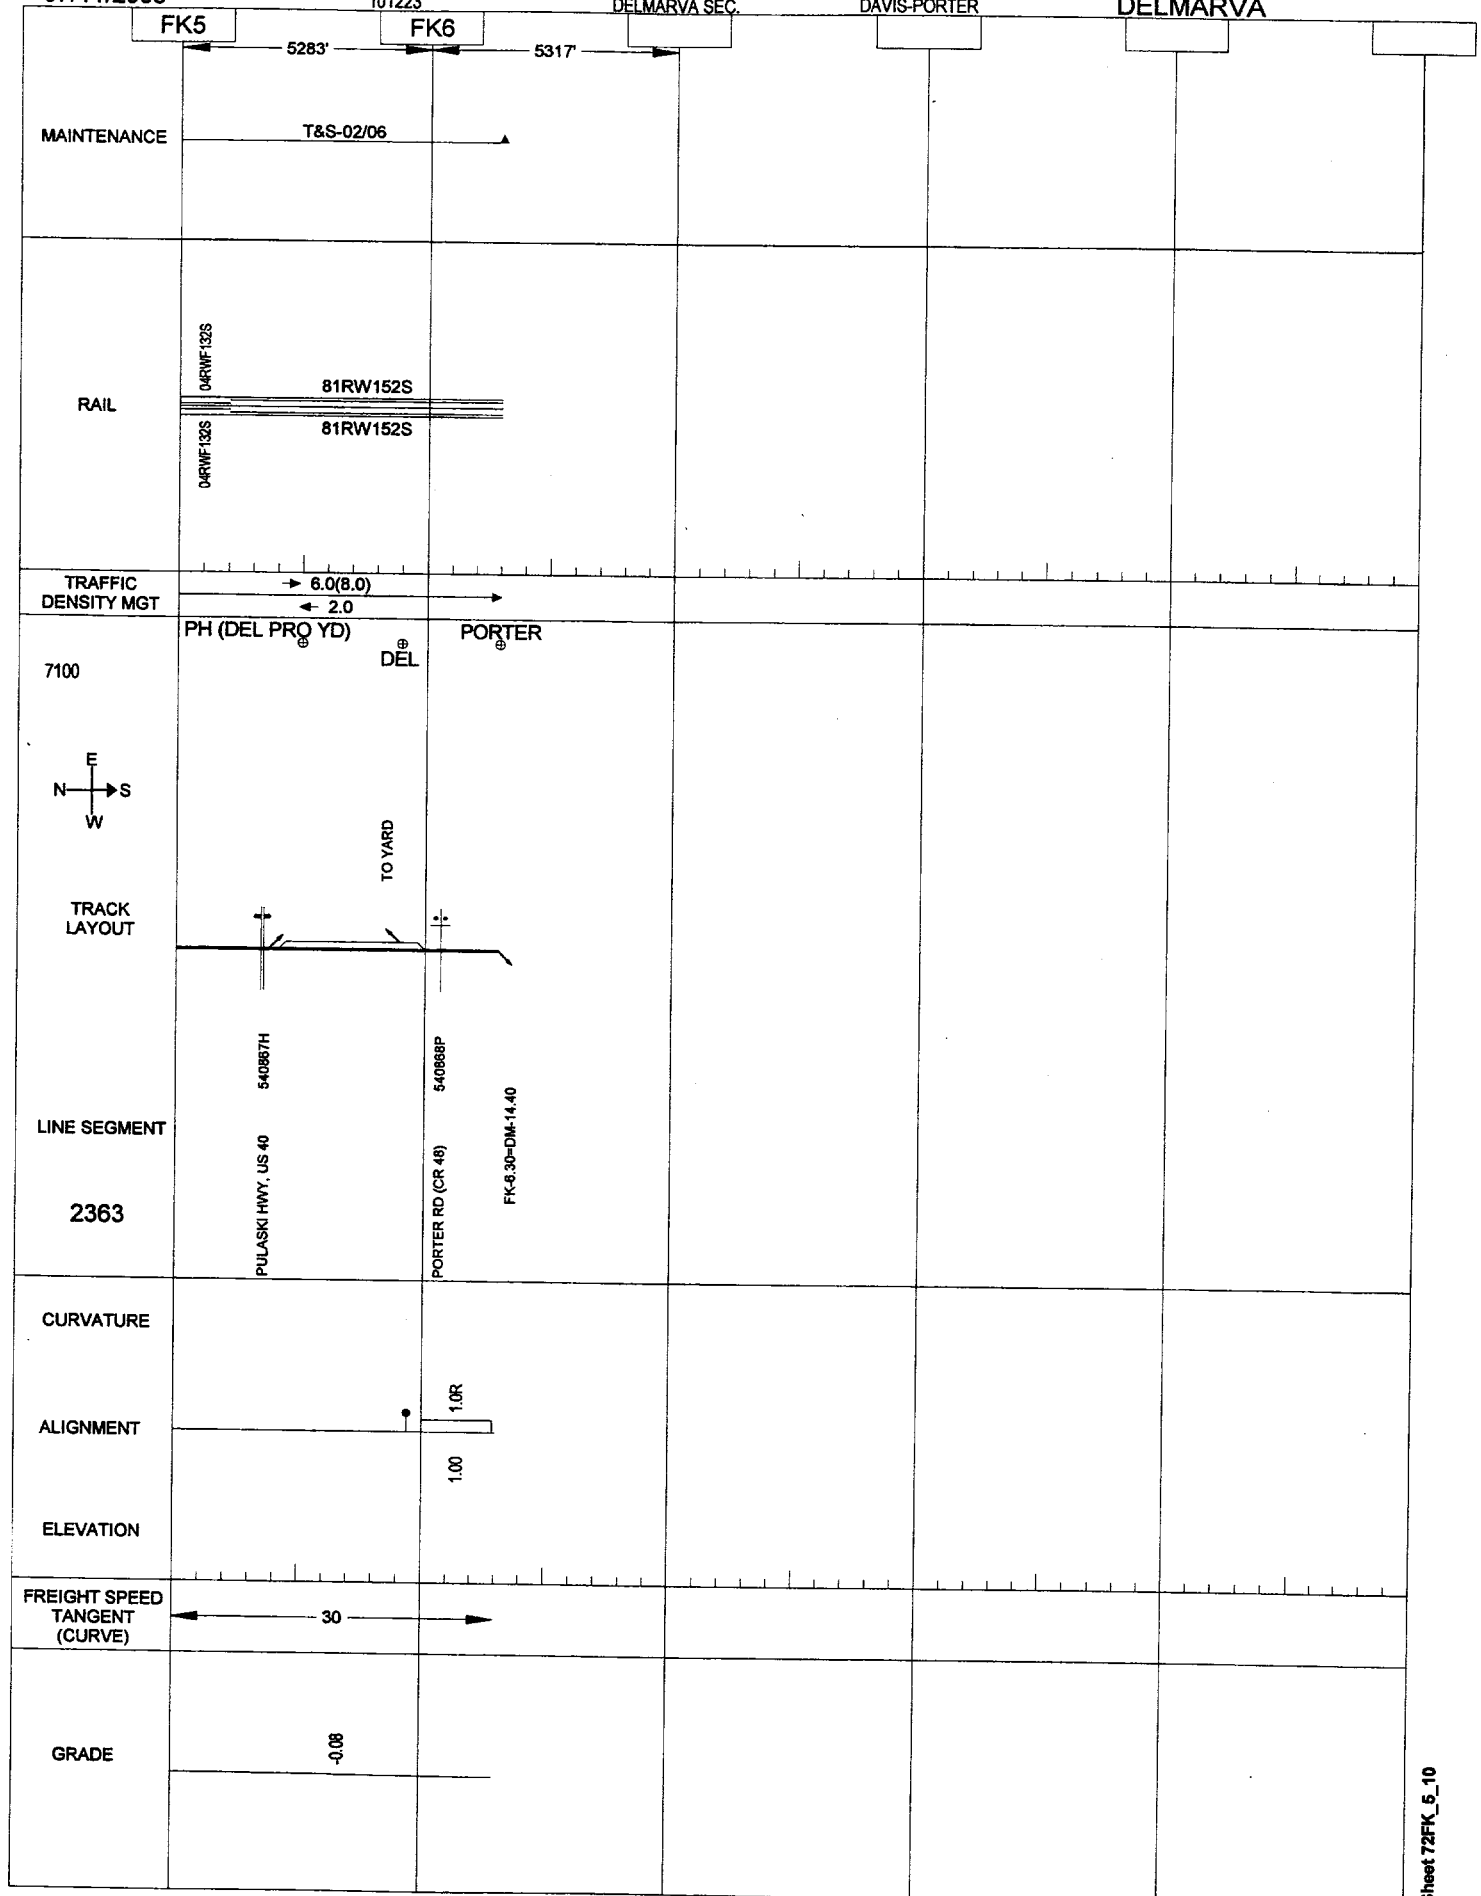 101223
DELMARVA SEC.
DAVIS-PORTER
DELMARVA
FK5
FK6
5283'
5317'
MAINTENANCE
T&S-02/06
RAIL
04RWF132S
81RW152S
81RW152S
04RWF132S
TRAFFIC
DENSITY MGT
6.0(8.0)
2.0
PH (DEL PRO YD)
DEL
PORTER
7100
E
N
S
W
TO YARD
TRACK
LAYOUT
540867H
540868P
LINE SEGMENT
2363
PULASKI HWY, US 40
PORTER RD (CR 48)
FK-6.30=DM-14.40
CURVATURE
ALIGNMENT
1.0R
1.00
ELEVATION
FREIGHT SPEED
TANGENT
(CURVE)
30
GRADE
-0.08
Sheet 72FK_5_10